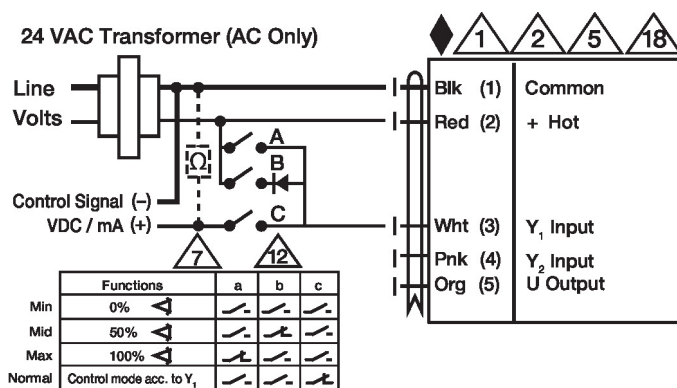 24 VAC Transformer (AC Only)
1 2 5 18
Line
Volts
Blk (1) Common
Red (2) + Hot
A
B
C
Ω
Control Signal (–)
VDC / mA (+)
Wht (3) Y1 Input
Pnk (4) Y2 Input
Org (5) U Output
7
12
Functions a b c
Min 0%
Mid 50%
Max 100%
Normal Control mode acc. to Y1